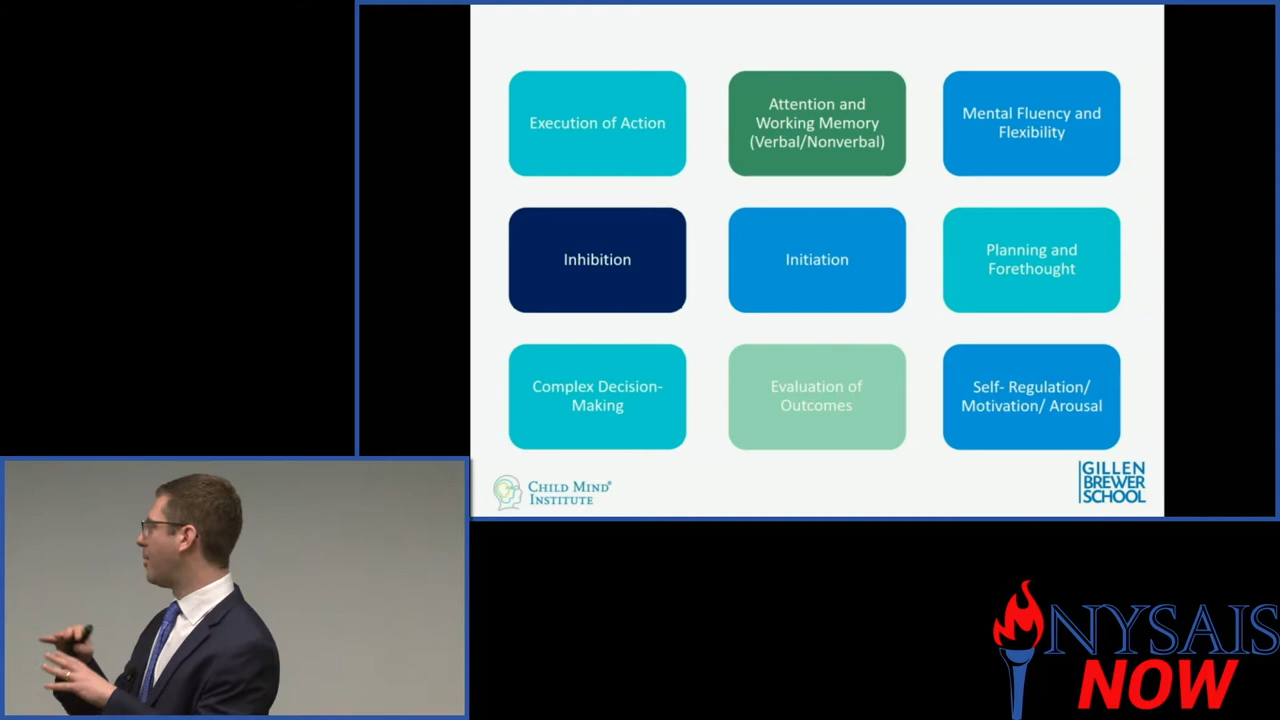 Execution of Action
Attention and
Working Memory
(Verbal/Nonverbal)
Mental Fluency and
Flexibility
Inhibition
Initiation
Planning and
Forethought
Complex Decision-
Making
Evaluation of
Outcomes
Self- Regulation/
Motivation/ Arousal
CHILD MIND®
INSTITUTE
GILLEN
BREWER
SCHOOL
NYSAIS
NOW